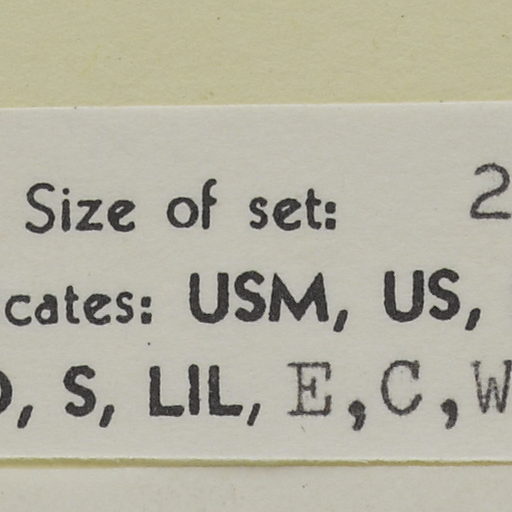 Size of set: 2
cates: USM, US,
, S, LIL, E, C, W